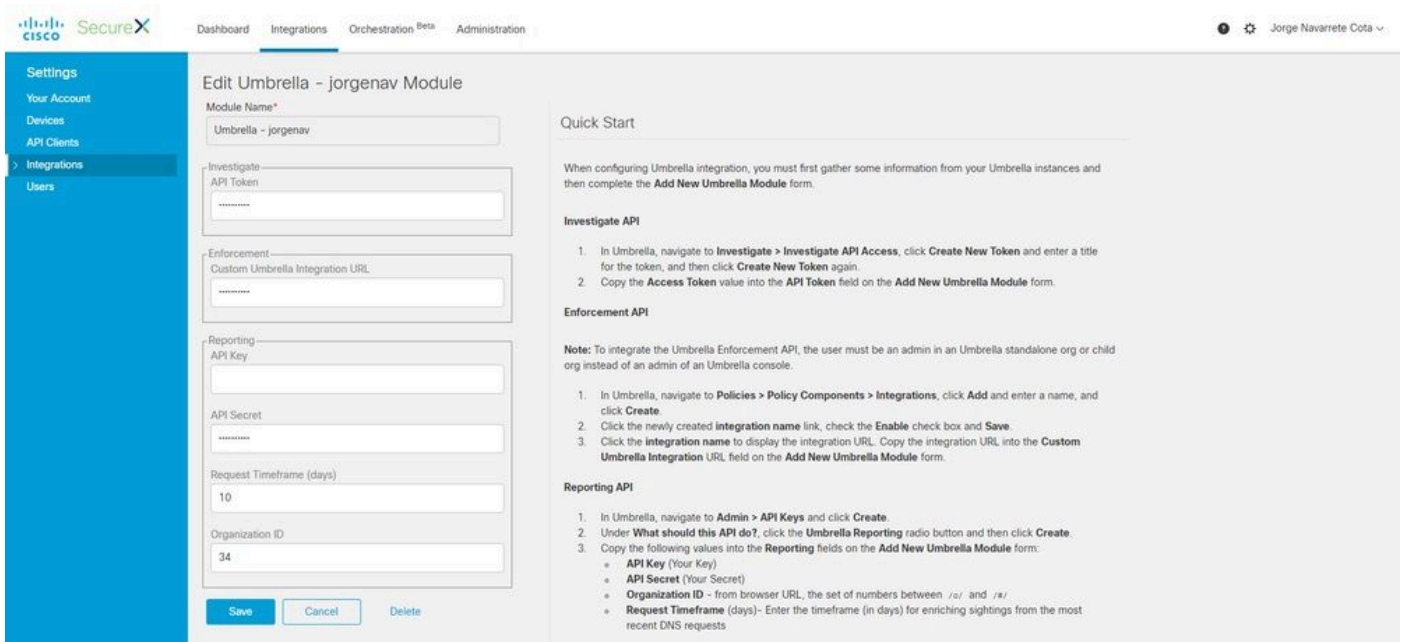 CISCO SecureX
Dashboard Integrations Orchestration Beta Administration
? Jorge Navarrete Cota
Settings
Your Account
Devices
API Clients
> Integrations
Users
Edit Umbrella - jorgenav Module
Module Name*
Umbrella - jorgenav
Investigate
API Token
••••••••••
Enforcement
Custom Umbrella Integration URL
••••••••••
Reporting
API Key
API Secret
••••••••••
Request Timeframe (days)
10
Organization ID
34
Save Cancel Delete
Quick Start
When configuring Umbrella integration, you must first gather some information from your Umbrella instances and
then complete the Add New Umbrella Module form.
Investigate API
1. In Umbrella, navigate to Investigate > Investigate API Access, click Create New Token and enter a title
for the token, and then click Create New Token again.
2. Copy the Access Token value into the API Token field on the Add New Umbrella Module form.
Enforcement API
Note: To integrate the Umbrella Enforcement API, the user must be an admin in an Umbrella standalone org or child
org instead of an admin of an Umbrella console.
1. In Umbrella, navigate to Policies > Policy Components > Integrations, click Add and enter a name, and
click Create.
2. Click the newly created integration name link, check the Enable check box and Save.
3. Click the integration name to display the integration URL. Copy the integration URL into the Custom
Umbrella Integration URL field on the Add New Umbrella Module form.
Reporting API
1. In Umbrella, navigate to Admin > API Keys and click Create.
2. Under What should this API do?, click the Umbrella Reporting radio button and then click Create.
3. Copy the following values into the Reporting fields on the Add New Umbrella Module form:
API Key (Your Key)
API Secret (Your Secret)
Organization ID - from browser URL, the set of numbers between /o/ and /#/
Request Timeframe (days)- Enter the timeframe (in days) for enriching sightings from the most
recent DNS requests